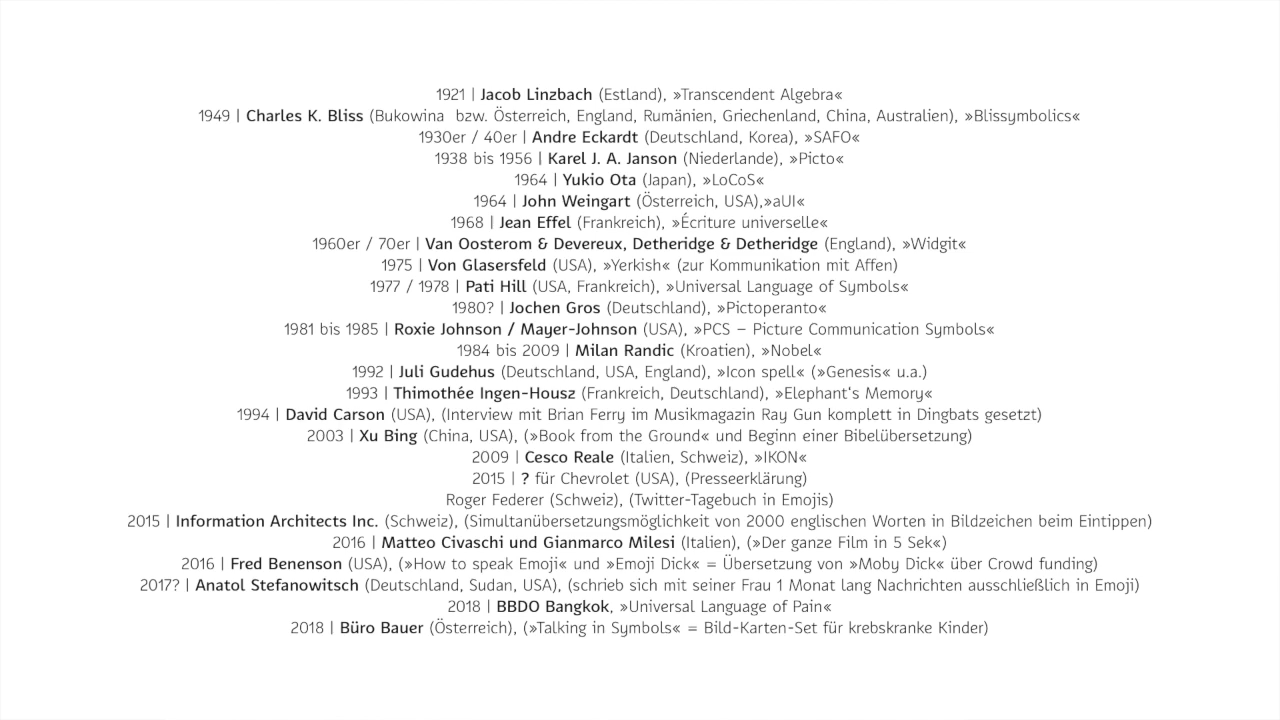 1921 | Jacob Linzbach (Estland), »Transcendent Algebra«
1949 | Charles K. Bliss (Bukowina  bzw. Österreich, England, Rumänien, Griechenland, China, Australien), »Blissymbolics«
1930er / 40er | Andre Eckardt (Deutschland, Korea), »SAFO«
1938 bis 1956 | Karel J. A. Janson (Niederlande), »Picto«
1964 | Yukio Ota (Japan), »LoCoS«
1964 | John Weingart (Österreich, USA),»aUI«
1968 | Jean Effel (Frankreich), »Écriture universelle«
1960er / 70er | Van Oosterom & Devereux, Detheridge & Detheridge (England), »Widgit«
1975 | Von Glasersfeld (USA), »Yerkish« (zur Kommunikation mit Affen)
1977 / 1978 | Pati Hill (USA, Frankreich), »Universal Language of Symbols«
1980? | Jochen Gros (Deutschland), »Pictoperanto«
1981 bis 1985 | Roxie Johnson / Mayer-Johnson (USA), »PCS – Picture Communication Symbols«
1984 bis 2009 | Milan Randic (Kroatien), »Nobel«
1992 | Juli Gudehus (Deutschland, USA, England), »Icon spell« (»Genesis« u.a.)
1993 | Thimothée Ingen-Housz (Frankreich, Deutschland), »Elephant's Memory«
1994 | David Carson (USA), (Interview mit Brian Ferry im Musikmagazin Ray Gun komplett in Dingbats gesetzt)
2003 | Xu Bing (China, USA), (»Book from the Ground« und Beginn einer Bibelübersetzung)
2009 | Cesco Reale (Italien, Schweiz), »IKON«
2015 | ? für Chevrolet (USA), (Presseerklärung)
Roger Federer (Schweiz), (Twitter-Tagebuch in Emojis)
2015 | Information Architects Inc. (Schweiz), (Simultanübersetzungsmöglichkeit von 2000 englischen Worten in Bildzeichen beim Eintippen)
2016 | Matteo Civaschi und Gianmarco Milesi (Italien), (»Der ganze Film in 5 Sek«)
2016 | Fred Benenson (USA), (»How to speak Emoji« und »Emoji Dick« = Übersetzung von »Moby Dick« über Crowd funding)
2017? | Anatol Stefanowitsch (Deutschland, Sudan, USA), (schrieb sich mit seiner Frau 1 Monat lang Nachrichten ausschließlich in Emoji)
2018 | BBDO Bangkok, »Universal Language of Pain«
2018 | Büro Bauer (Österreich), (»Talking in Symbols« = Bild-Karten-Set für krebskranke Kinder)